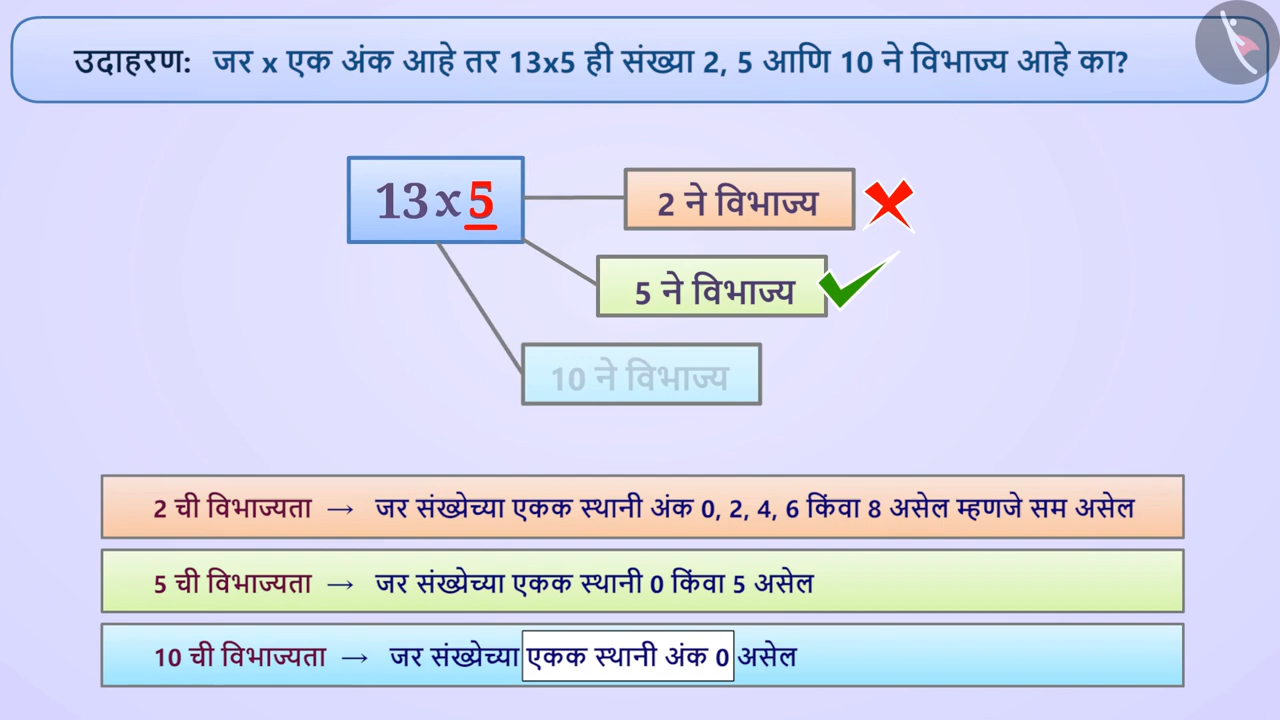 उदाहरण: जर x एक अंक आहे तर 13x5 ही संख्या 2, 5 आणि 10 ने विभाज्य आहे का?
13x5
2 ने विभाज्य
5 ने विभाज्य
10 ने विभाज्य
2 ची विभाज्यता → जर संख्येच्या एकक स्थानी अंक 0, 2, 4, 6 किंवा 8 असेल म्हणजे सम असेल
5 ची विभाज्यता → जर संख्येच्या एकक स्थानी 0 किंवा 5 असेल
10 ची विभाज्यता → जर संख्येच्या एकक स्थानी अंक 0 असेल